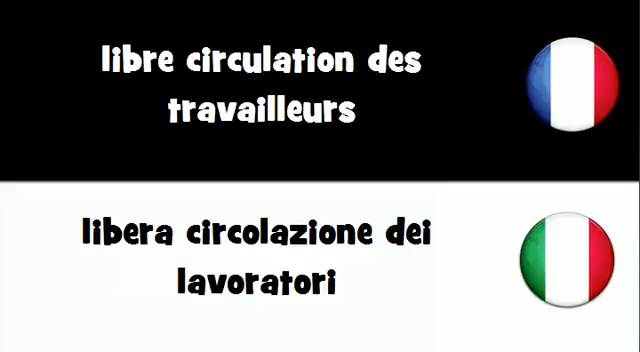 libre circulation des
travailleurs
libera circolazione dei
lavoratori